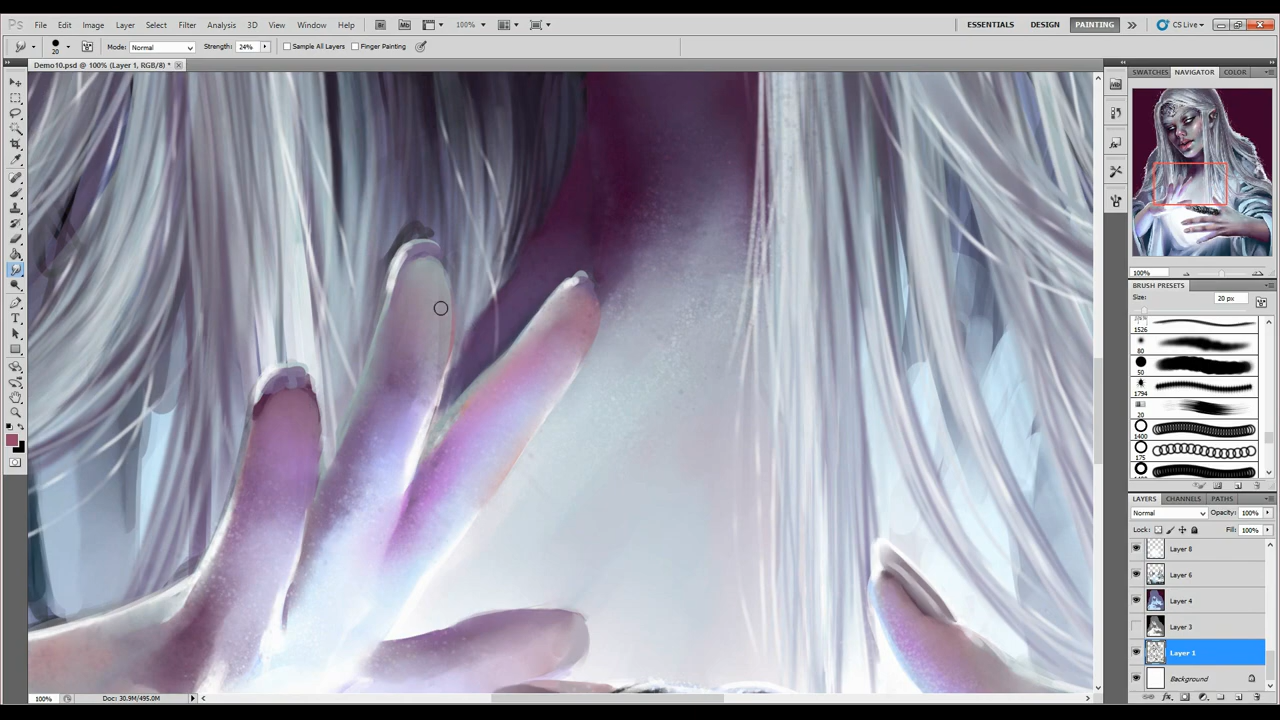 Ps File Edit Image Layer Select Filter Analysis 3D View Window Help Br Mb 100% ESSENTIALS DESIGN PAINTING CS Live
20 Mode: Normal Strength: 24% Sample All Layers Finger Painting
Demo10.psd @ 100% (Layer 1, RGB/8) *
SWATCHES NAVIGATOR COLOR
100%
BRUSH PRESETS
Size: 20 px
1526
80
50
1794
20
1400
175
LAYERS CHANNELS PATHS
Normal Opacity: 100%
Lock: Fill: 100%
Layer 8
Layer 6
Layer 4
Layer 3
Layer 1
Background
100% Doc: 30.9M/495.0M